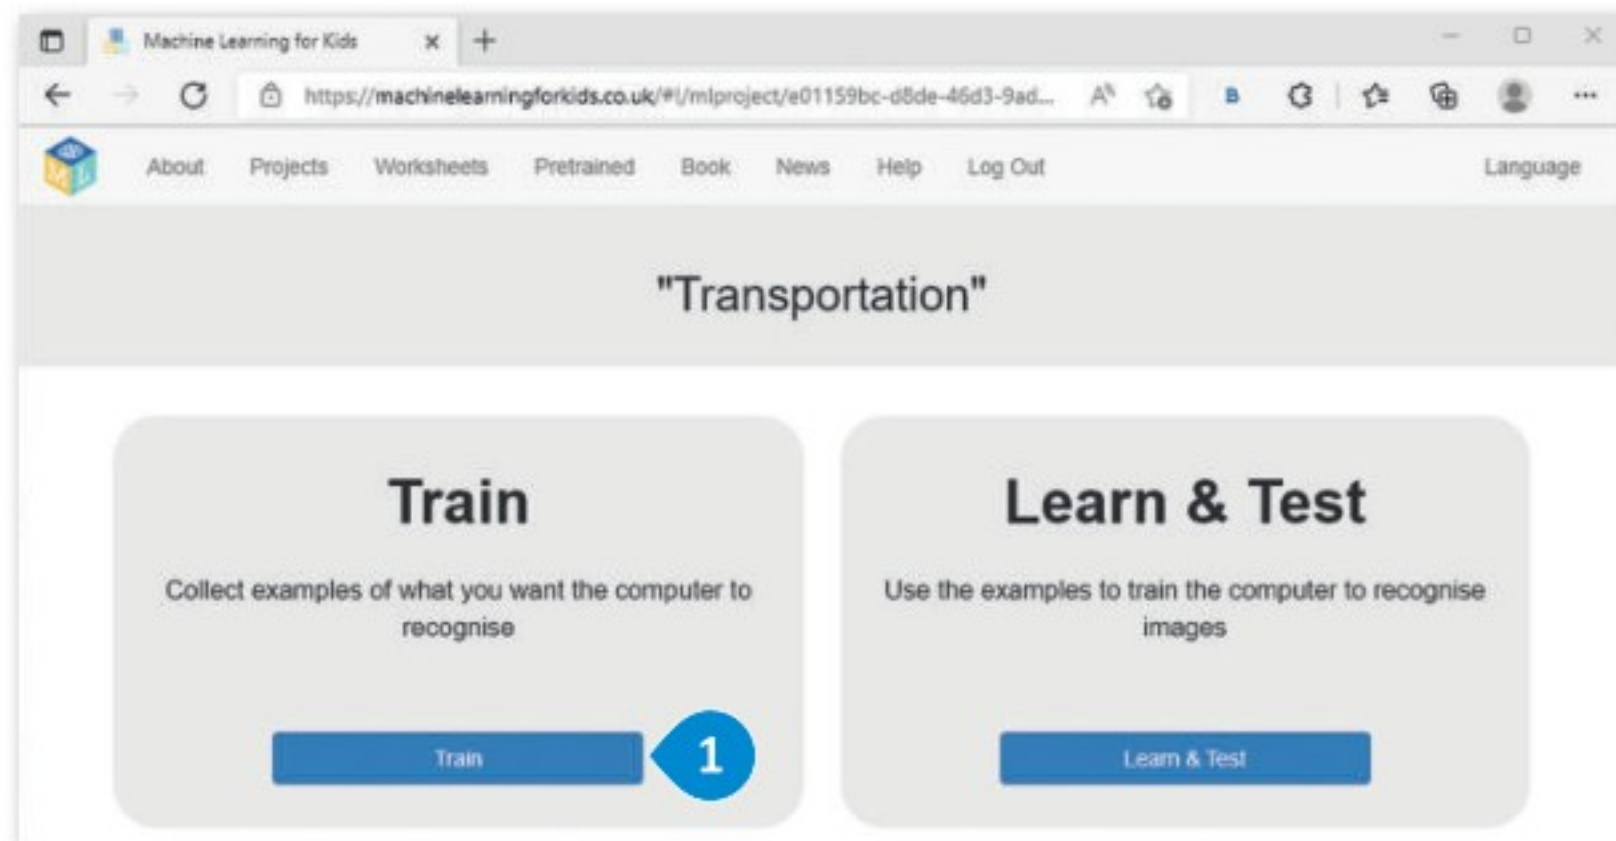 Machine Learning for Kids
https://machinelearningforkids.co.uk/#!/mlproject/e01159bc-d8de-46d3-9ad...
About Projects Worksheets Pretrained Book News Help Log Out Language
"Transportation"
Train
Collect examples of what you want the computer to
recognise
Train
1
Learn & Test
Use the examples to train the computer to recognise
images
Learn & Test